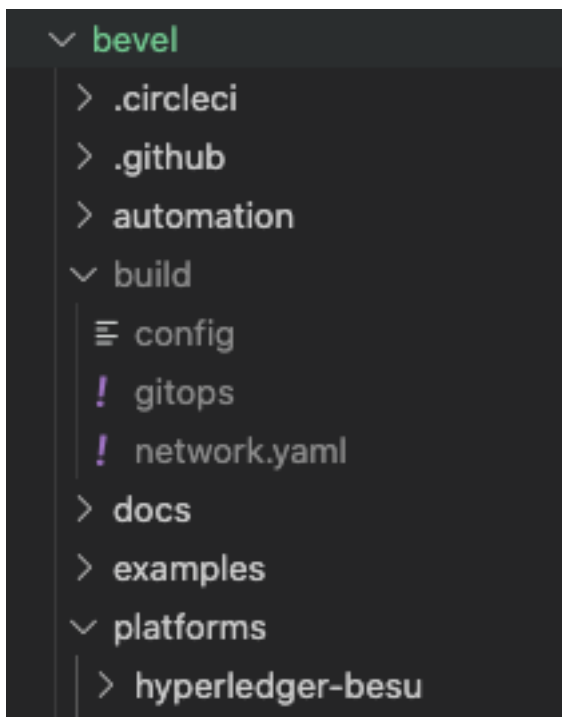 bevel
.circleci
.github
automation
build
config
! gitops
! network.yaml
docs
examples
platforms
hyperledger-besu